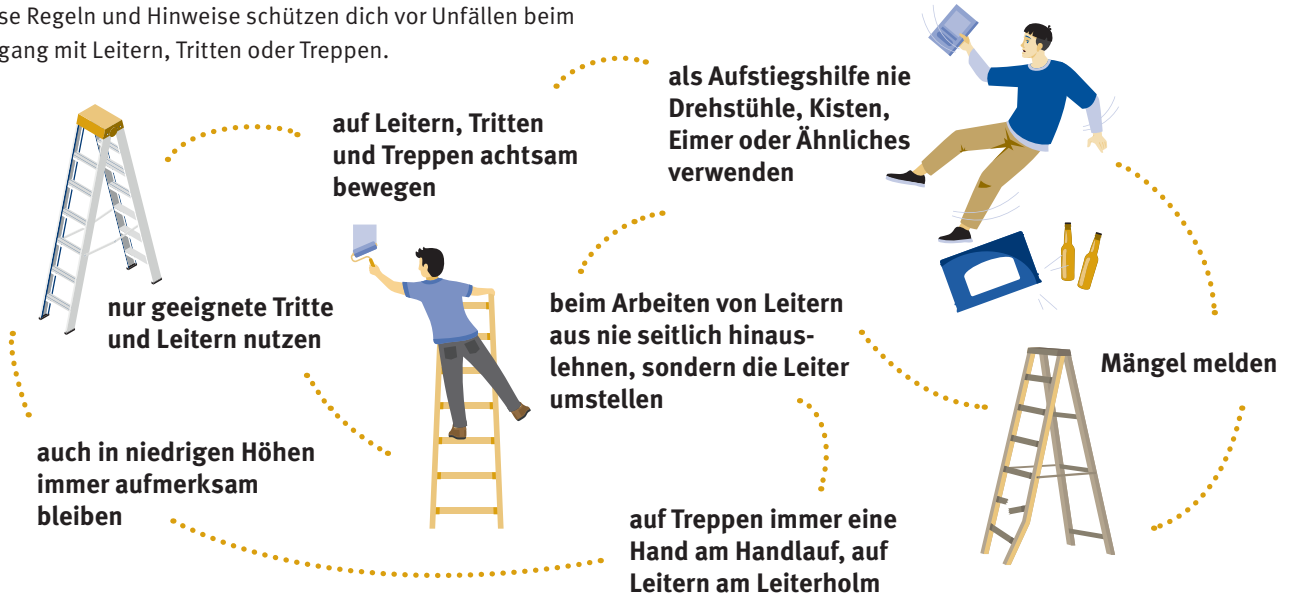 se Regeln und Hinweise schützen dich vor Unfällen beim
gang mit Leitern, Tritten oder Treppen.
als Aufstiegshilfe nie
Drehstühle, Kisten,
Eimer oder Ähnliches
verwenden
auf Leitern, Tritten
und Treppen achtsam
bewegen
nur geeignete Tritte
und Leitern nutzen
beim Arbeiten von Leitern
aus nie seitlich hinaus-
lehnen, sondern die Leiter
umstellen
Mängel melden
auch in niedrigen Höhen
immer aufmerksam
bleiben
auf Treppen immer eine
Hand am Handlauf, auf
Leitern am Leiterholm